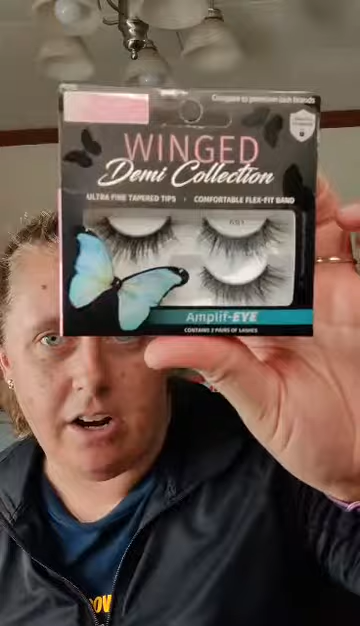 Compare to premium lash brands
WINGED
Demi Collection
ULTRA FINE TAPERED TIPS • COMFORTABLE FLEX-FIT BAND
Amplif-EYE
CONTAINS 2 PAIRS OF LASHES